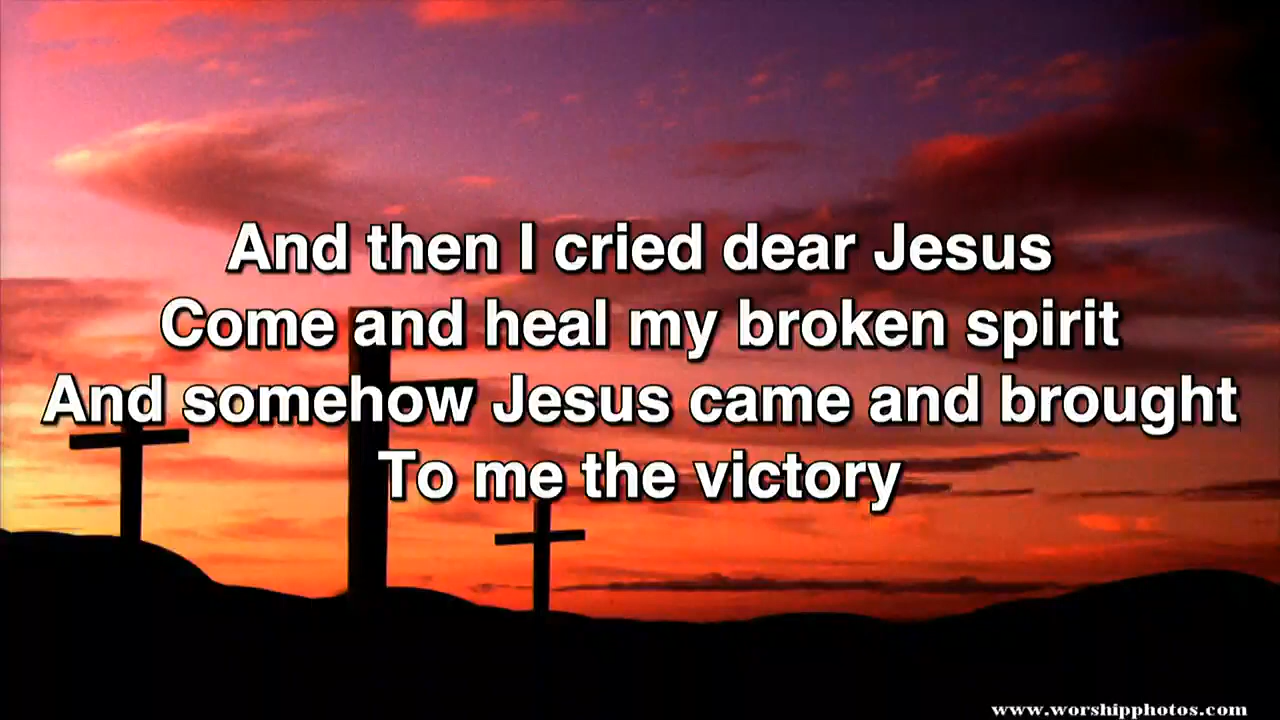 And then I cried dear Jesus
Come and heal my broken spirit
And somehow Jesus came and brought
To me the victory
www.worshipphotos.com